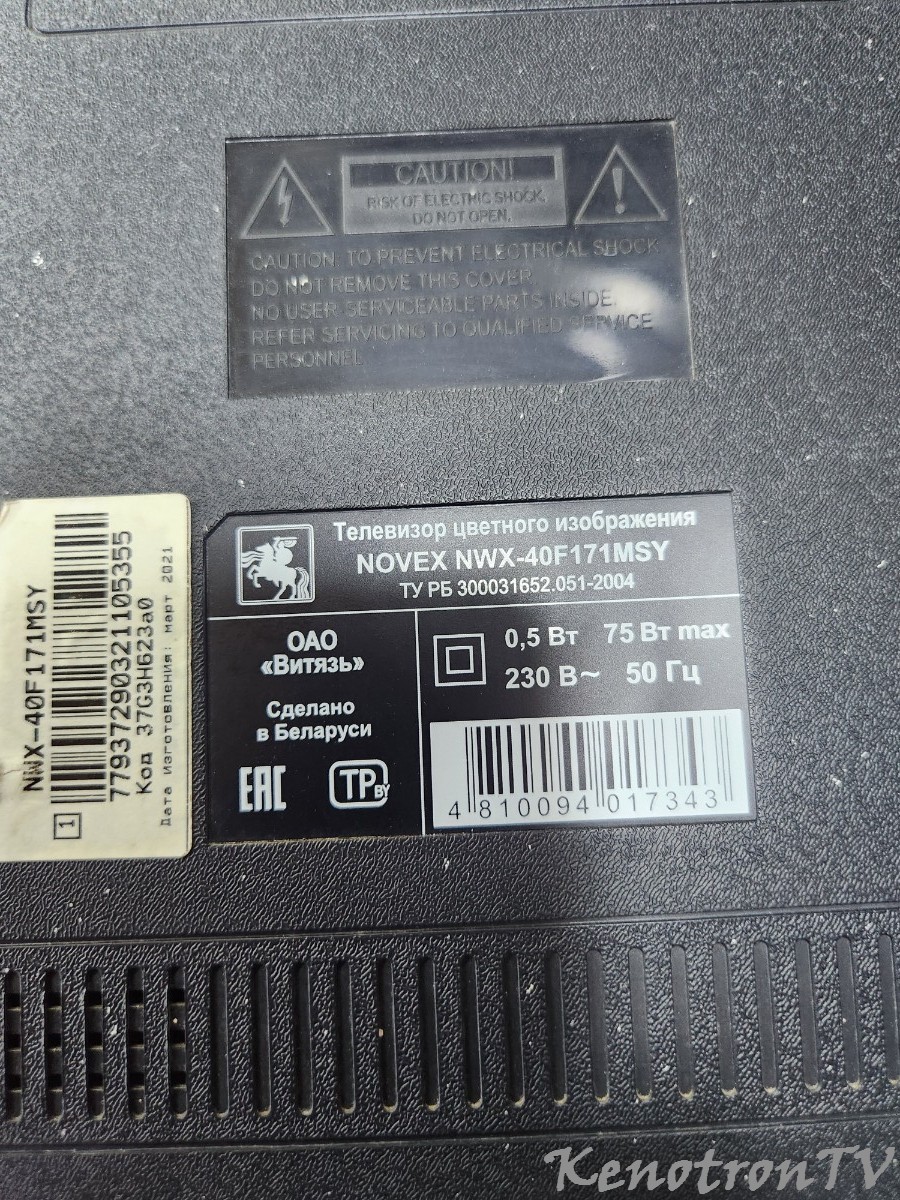 CAUTION!
RISK OF ELECTRIC SHOCK.
DO NOT OPEN.
CAUTION: TO PREVENT ELECTRICAL SHOCK
DO NOT REMOVE THIS COVER.
NO USER SERVICEABLE PARTS INSIDE.
REFER SERVICING TO QUALIFIED SERVICE
PERSONNEL.
NWX-40F171MSY
77937290321105355
Код 37G3H623a0
Дата изготовления: март 2021
1
Телевизор цветного изображения
NOVEX NWX-40F171MSY
ТУ РБ 300031652.051-2004
ОАО
«Витязь»
Сделано
в Беларуси
EAC
TP BY
0,5 Вт 75 Вт max
230 В~ 50 Гц
4 810094 017343
KenotronTV